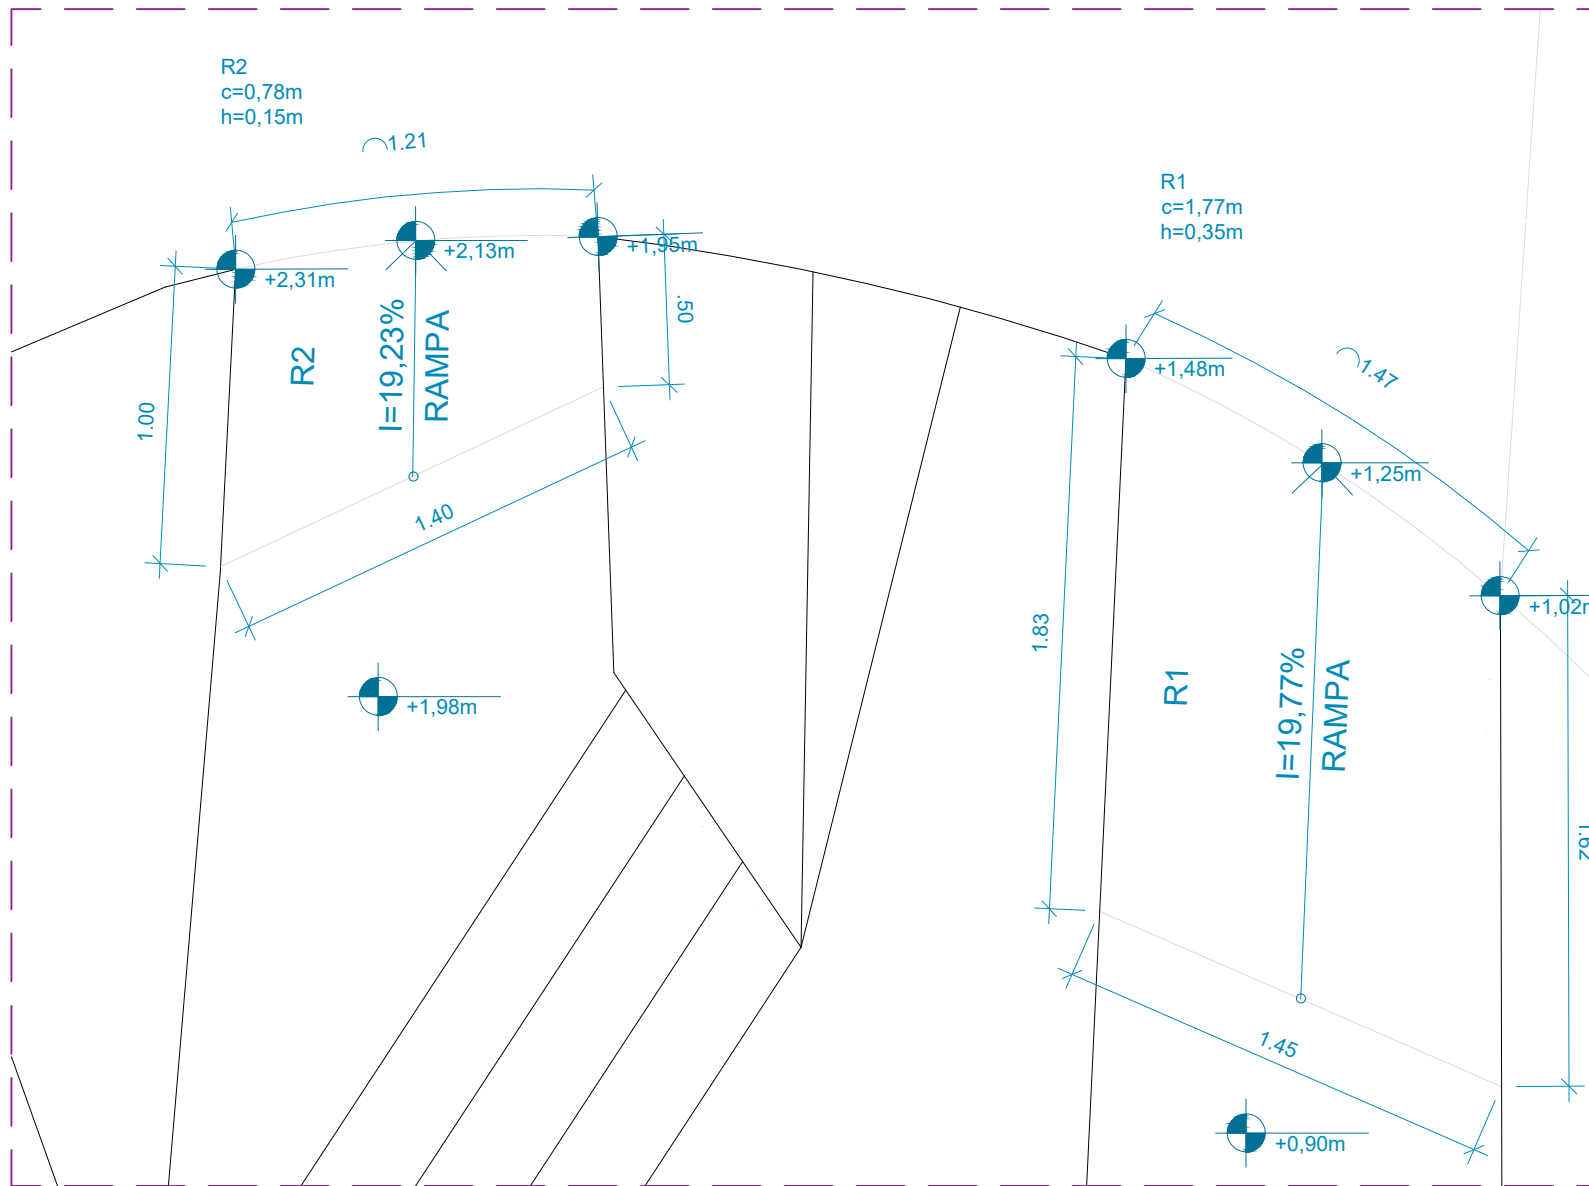 R2
c=0,78m
h=0,15m
1.21
+2,31m
+2,13m
+1,95m
.50
1.00
R2
I=19,23%
RAMPA
1.40
+1,98m
R1
c=1,77m
h=0,35m
1.47
+1,48m
+1,25m
+1,02m
1.83
R1
I=19,77%
RAMPA
1.62
1.45
+0,90m